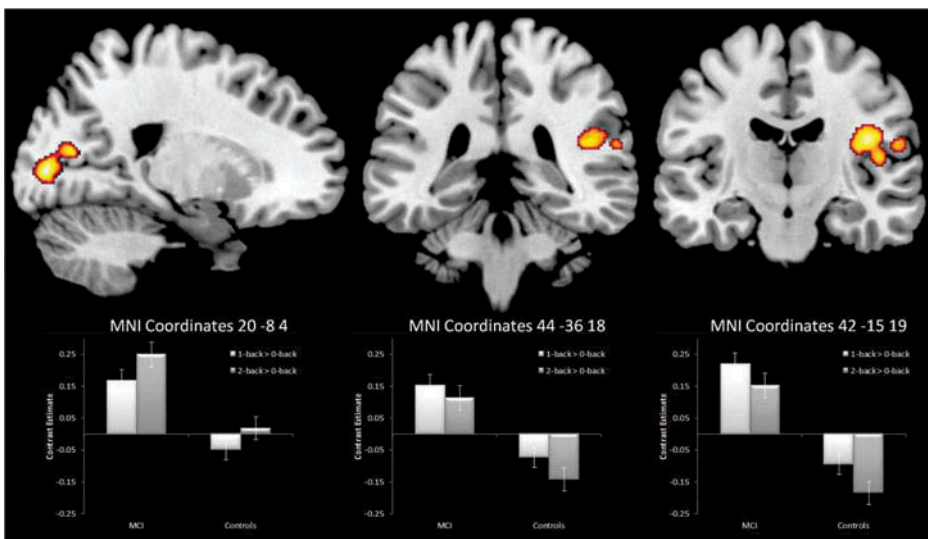 MNI Coordinates 20 -8 4
0.25
0.15
0.05
-0.05
-0.15
-0.25
Contrast Estimate
1-back> 0-back
2-back> 0-back
MCI
Controls
MNI Coordinates 44 -36 18
0.25
0.15
0.05
-0.05
-0.15
-0.25
Contrast Estimate
1-back> 0-back
2-back> 0-back
MCI
Controls
MNI Coordinates 42 -15 19
0.25
0.15
0.05
-0.05
-0.15
-0.25
Contrast Estimate
1-back> 0-back
2-back> 0-back
MCI
Controls